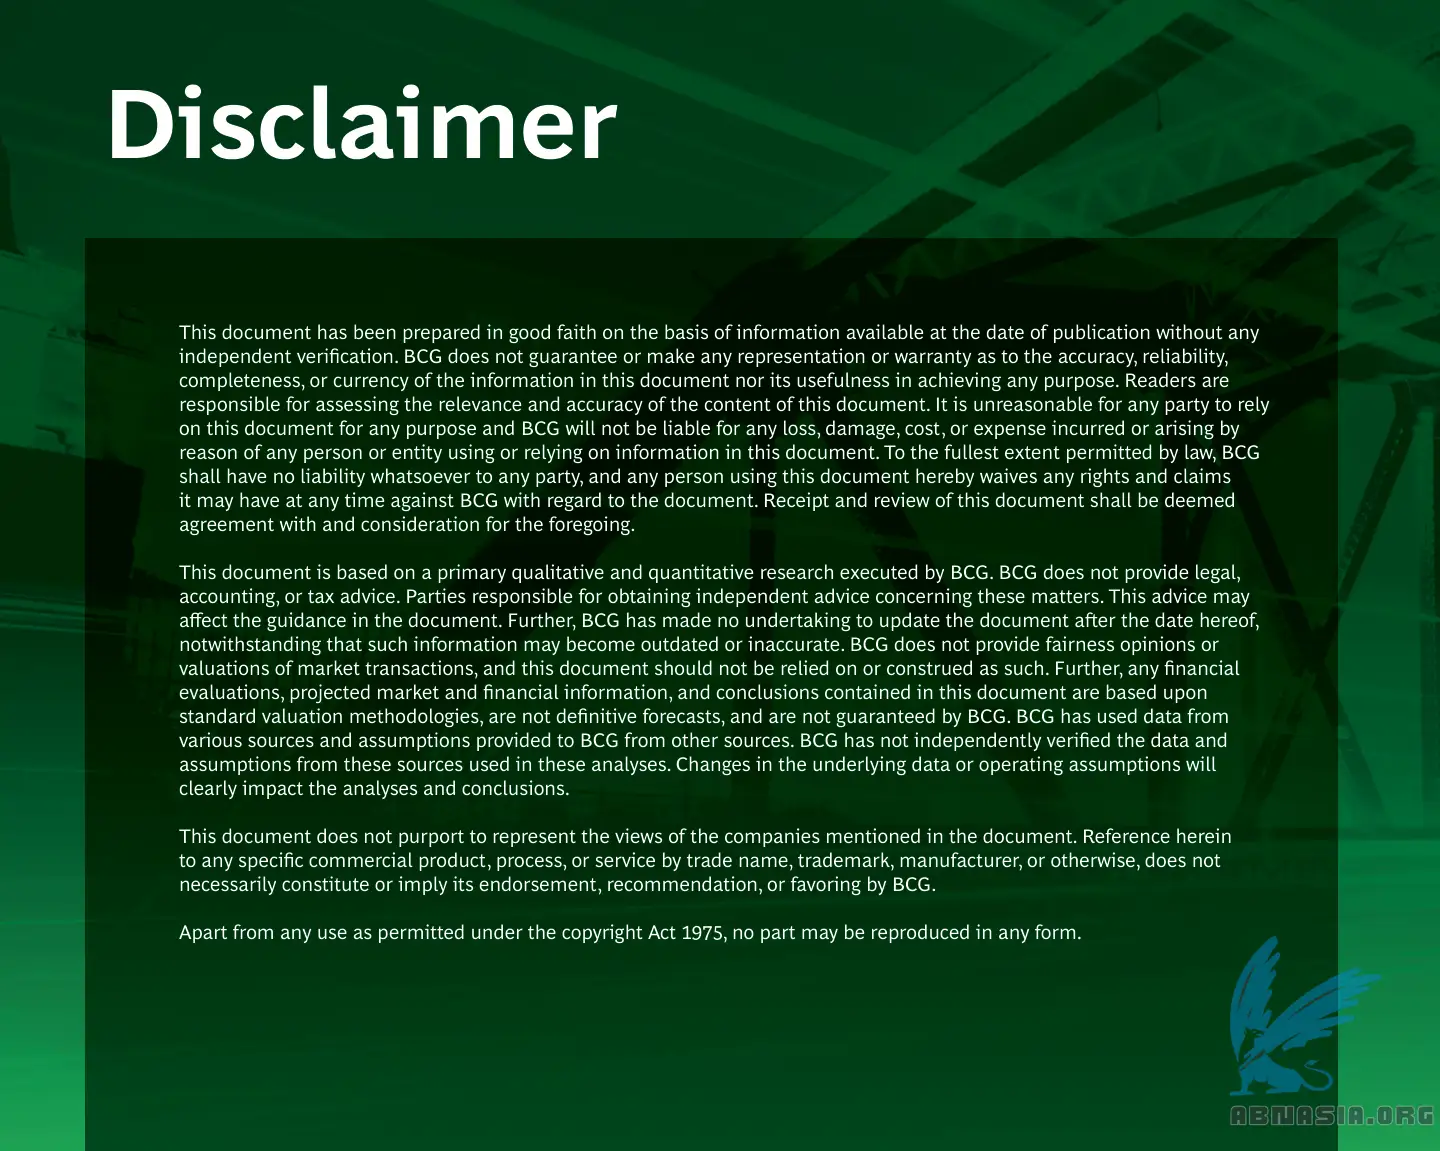 Disclaimer
This document has been prepared in good faith on the basis of information available at the date of publication without any
independent verification. BCG does not guarantee or make any representation or warranty as to the accuracy, reliability,
completeness, or currency of the information in this document nor its usefulness in achieving any purpose. Readers are
responsible for assessing the relevance and accuracy of the content of this document. It is unreasonable for any party to rely
on this document for any purpose and BCG will not be liable for any loss, damage, cost, or expense incurred or arising by
reason of any person or entity using or relying on information in this document. To the fullest extent permitted by law, BCG
shall have no liability whatsoever to any party, and any person using this document hereby waives any rights and claims
it may have at any time against BCG with regard to the document. Receipt and review of this document shall be deemed
agreement with and consideration for the foregoing.
This document is based on a primary qualitative and quantitative research executed by BCG. BCG does not provide legal,
accounting, or tax advice. Parties responsible for obtaining independent advice concerning these matters. This advice may
affect the guidance in the document. Further, BCG has made no undertaking to update the document after the date hereof,
notwithstanding that such information may become outdated or inaccurate. BCG does not provide fairness opinions or
valuations of market transactions, and this document should not be relied on or construed as such. Further, any financial
evaluations, projected market and financial information, and conclusions contained in this document are based upon
standard valuation methodologies, are not definitive forecasts, and are not guaranteed by BCG. BCG has used data from
various sources and assumptions provided to BCG from other sources. BCG has not independently verified the data and
assumptions from these sources used in these analyses. Changes in the underlying data or operating assumptions will
clearly impact the analyses and conclusions.
This document does not purport to represent the views of the companies mentioned in the document. Reference herein
to any specific commercial product, process, or service by trade name, trademark, manufacturer, or otherwise, does not
necessarily constitute or imply its endorsement, recommendation, or favoring by BCG.
Apart from any use as permitted under the copyright Act 1975, no part may be reproduced in any form.
ABNASIA.ORG